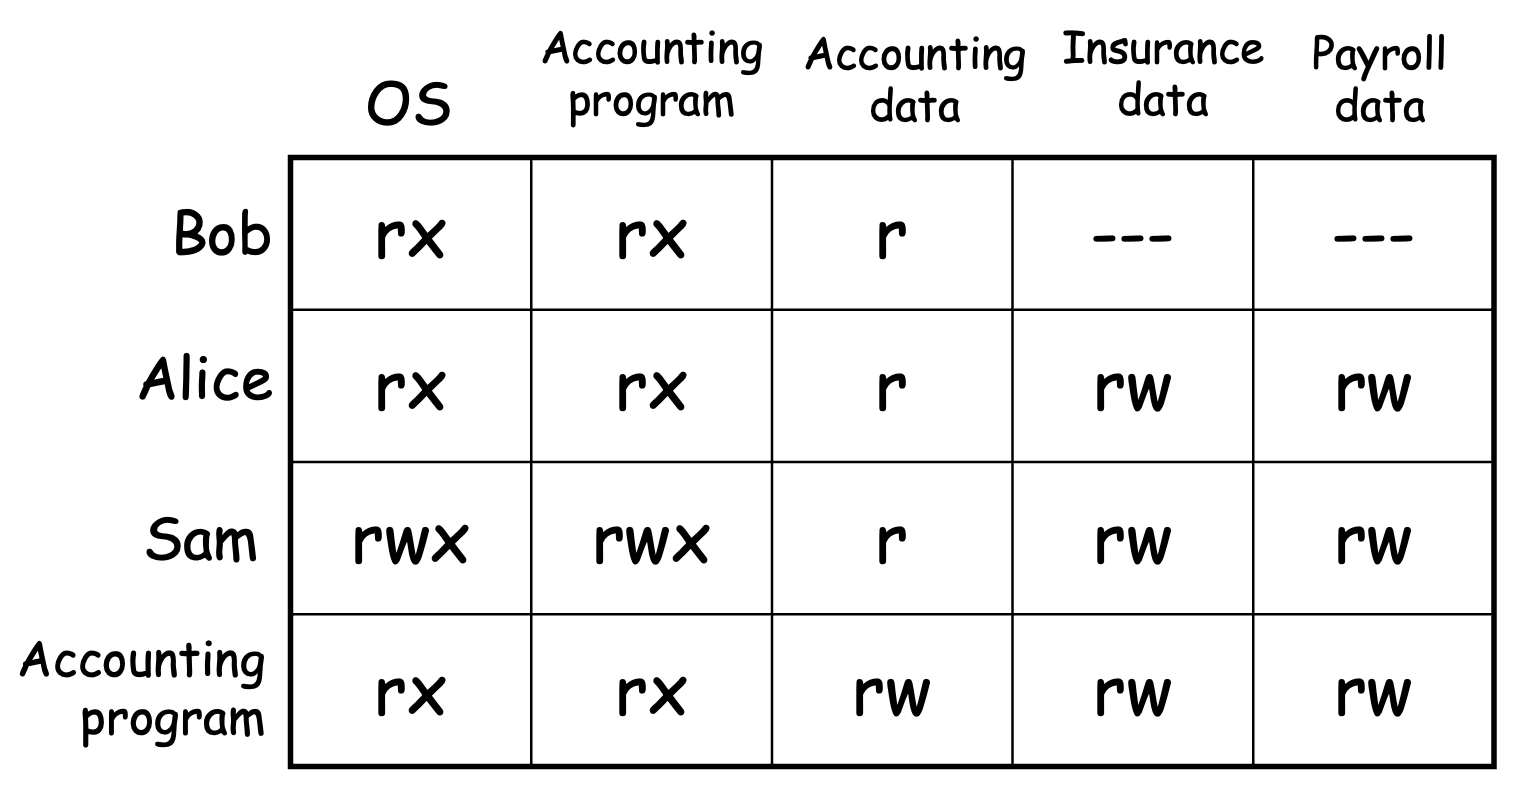 OS
Accounting
program
Accounting
data
Insurance
data
Payroll
data
Bob rx rx r --- ---
Alice rx rx r rw rw
Sam rwx rwx r rw rw
Accounting
program rx rx rw rw rw